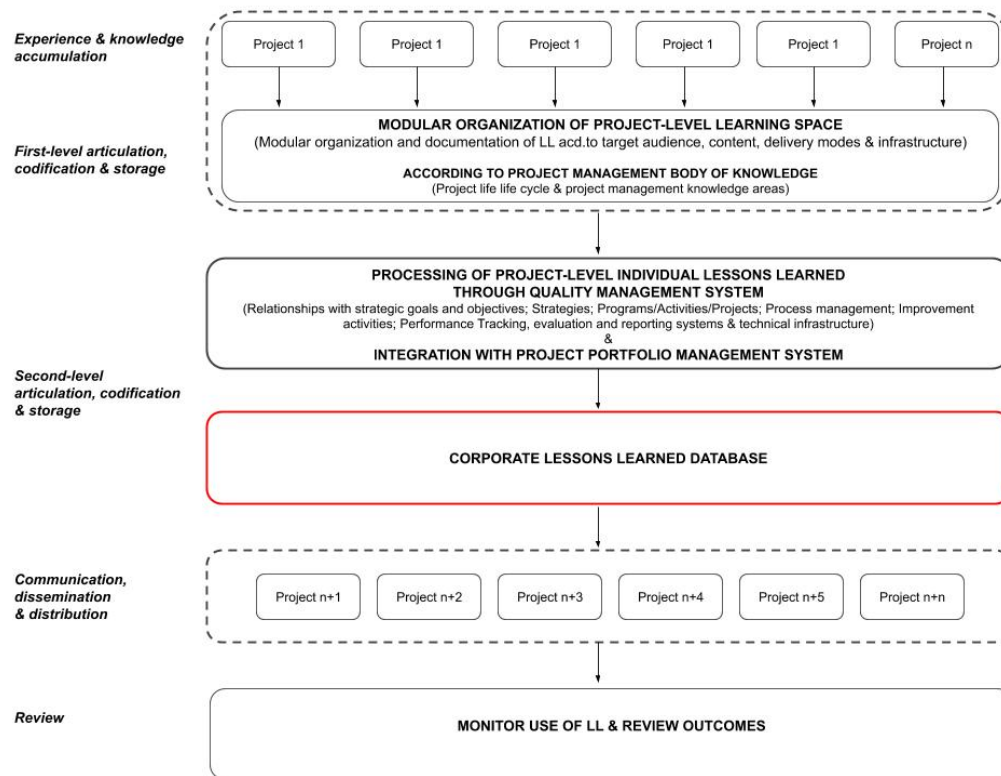 Experience & knowledge
accumulation
Project 1
Project 1
Project 1
Project 1
Project 1
Project n
First-level articulation,
codification & storage
MODULAR ORGANIZATION OF PROJECT-LEVEL LEARNING SPACE
(Modular organization and documentation of LL acd.to target audience, content, delivery modes & infrastructure)
ACCORDING TO PROJECT MANAGEMENT BODY OF KNOWLEDGE
(Project life life cycle & project management knowledge areas)
PROCESSING OF PROJECT-LEVEL INDIVIDUAL LESSONS LEARNED
THROUGH QUALITY MANAGEMENT SYSTEM
(Relationships with strategic goals and objectives; Strategies; Programs/Activities/Projects; Process management; Improvement
activities; Performance Tracking, evaluation and reporting systems & technical infrastructure)
&
INTEGRATION WITH PROJECT PORTFOLIO MANAGEMENT SYSTEM
Second-level
articulation, codification
& storage
CORPORATE LESSONS LEARNED DATABASE
Communication,
dissemination
& distribution
Project n+1
Project n+2
Project n+3
Project n+4
Project n+5
Project n+n
Review
MONITOR USE OF LL & REVIEW OUTCOMES